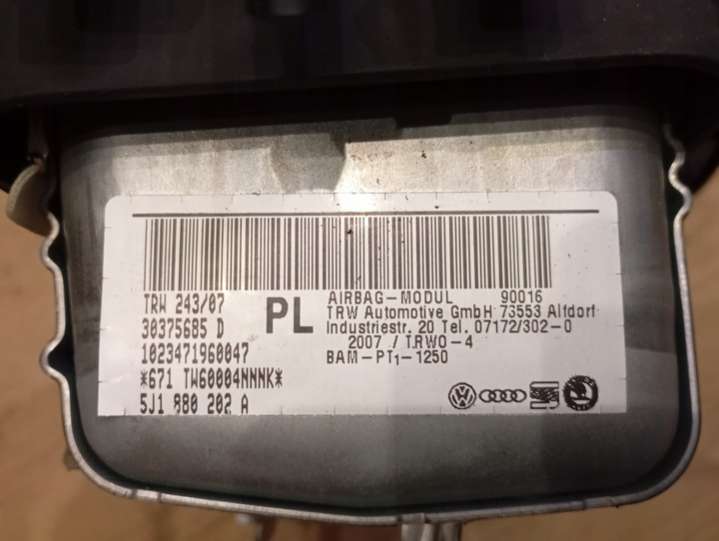 TRW 243/07
30375685 D
1023471960047
*671 TW60004NNNK*
5J1 880 202 A
PL
AIRBAG-MODUL 90016
TRW Automotive GmbH 73553 Alfdorf
Industriestr. 20 Tel. 07172/302-0
2007 / TRWO-4
BAM-PT1-1250